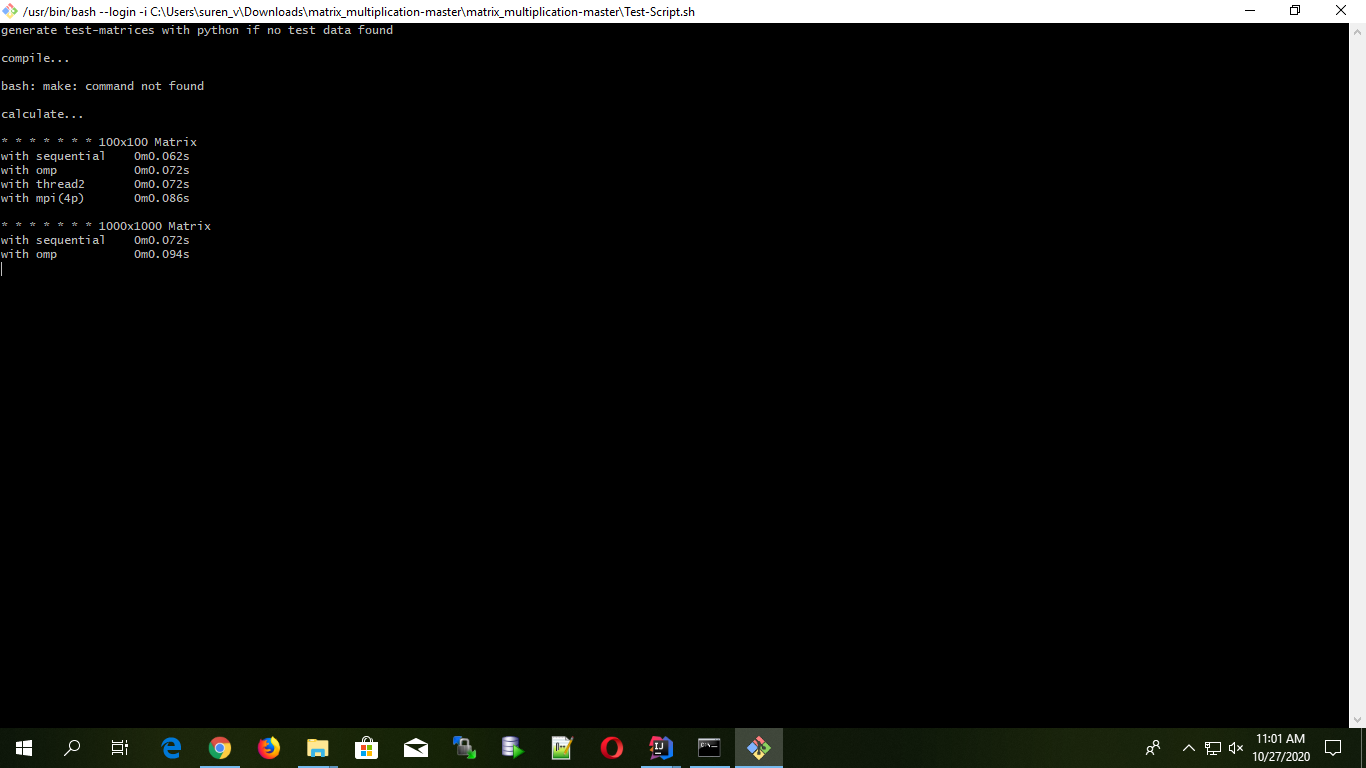 /usr/bin/bash --login -i C:\Users\suren_v\Downloads\matrix_multiplication-master\matrix_multiplication-master\Test-Script.sh
generate test-matrices with python if no test data found
compile...
bash: make: command not found
calculate...
* * * * * * * 100x100 Matrix
with sequential 0m0.062s
with omp 0m0.072s
with thread2 0m0.072s
with mpi(4p) 0m0.086s
* * * * * * * 1000x1000 Matrix
with sequential 0m0.072s
with omp 0m0.094s
11:01 AM
10/27/2020